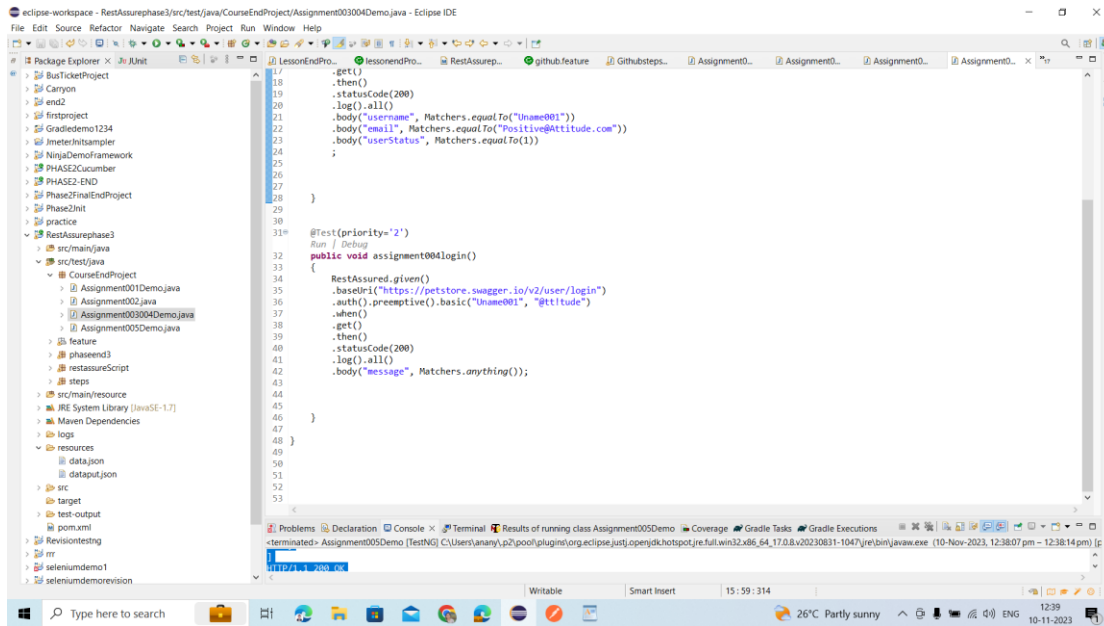 eclipse-workspace - RestAssurephase3/src/test/java/CourseEndProject/Assignment003004Demo.java - Eclipse IDE
File Edit Source Refactor Navigate Search Project Run Window Help
Package Explorer × JUnit
BusTicketProject
Carryon
end2
firstproject
Gradledemo1234
JmeterJnitsampler
NinjaDemoFramework
PHASE2Cucumber
PHASE2-END
Phase2FinalEndProject
Phase2Jnit
practice
RestAssurephase3
src/main/java
src/test/java
CourseEndProject
Assignment001Demo.java
Assignment002.java
Assignment003004Demo.java
Assignment005Demo.java
feature
phaseend3
restassureScript
steps
src/main/resource
JRE System Library [JavaSE-1.7]
Maven Dependencies
logs
resources
data.json
dataput.json
src
target
test-output
pom.xml
Revisiontestng
rrr
seleniumdemo1
seleniumdemorevision
LessonEndPro... lessonendPro... RestAssurep... github.feature Githubsteps... Assignment0... Assignment0... Assignment0... Assignment0... × 17
17 .get()
18 .then()
19 .statusCode(200)
20 .log().all()
21 .body("username", Matchers.equalTo("Uname001"))
22 .body("email", Matchers.equalTo("Positive@Attitude.com"))
23 .body("userStatus", Matchers.equalTo(1))
24 ;
25
26
27
28 }
29
30
31 @Test(priority='2')
Run | Debug
32 public void assignment004login()
33 {
34 RestAssured.given()
35 .baseUri("https://petstore.swagger.io/v2/user/login")
36 .auth().preemptive().basic("Uname001", "@tt!tude")
37 .when()
38 .get()
39 .then()
40 .statusCode(200)
41 .log().all()
42 .body("message", Matchers.anything());
43
44
45
46 }
47
48 }
49
50
51
52
53
Problems Declaration Console × Terminal Results of running class Assignment005Demo Coverage Gradle Tasks Gradle Executions
<terminated> Assignment005Demo [TestNG] C:\Users\anany\.p2\pool\plugins\org.eclipse.justj.openjdk.hotspot.jre.full.win32.x86_64_17.0.8.v20230831-1047\jre\bin\javaw.exe (10-Nov-2023, 12:38:07 pm – 12:38:14 pm) [p
]
HTTP/1.1 200 OK
Writable Smart Insert 15 : 59 : 314
Type here to search
26°C Partly sunny ENG 12:39
10-11-2023